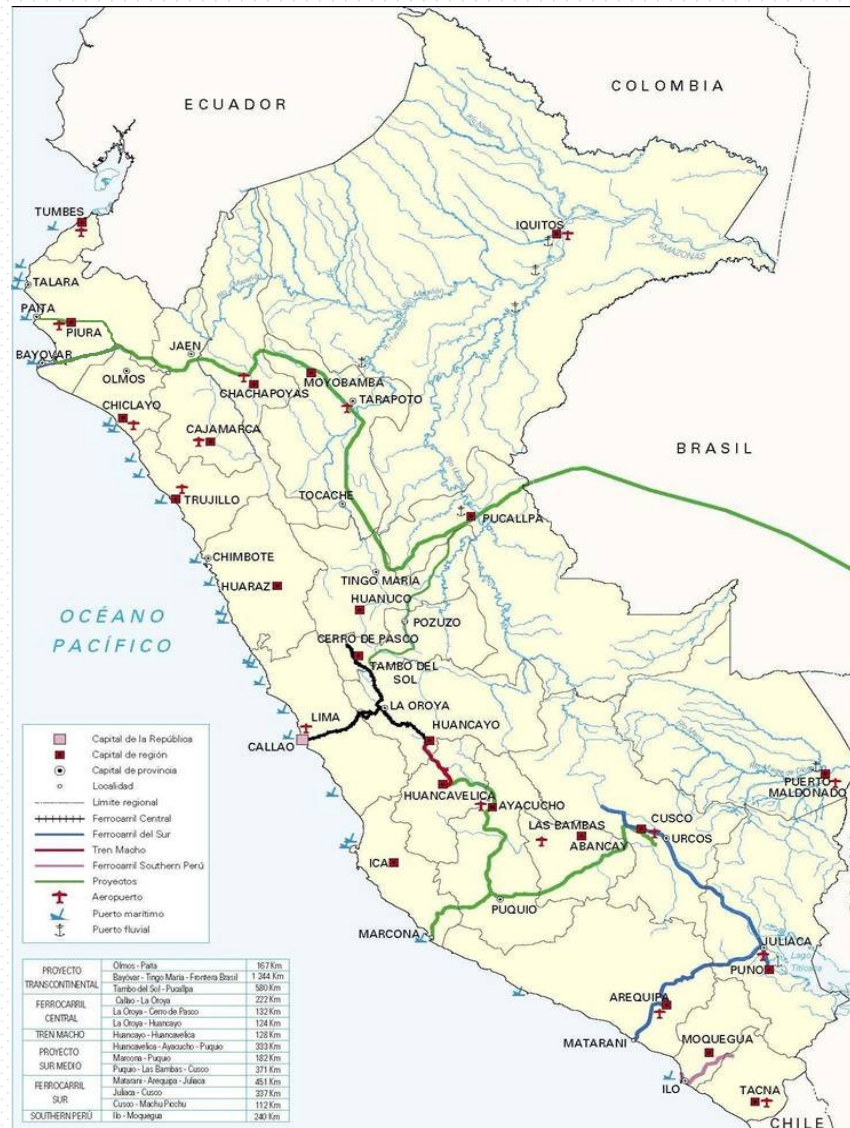 COLOMBIA
ECUADOR
TUMBES
IQUITOS
R. AMAZONAS
TALARA
PAITA
PIURA
JAEN
BAYOVAR
OLMOS
MOYOBAMBA
CHACHAPOYAS
TARAPOTO
CHICLAYO
CAJAMARCA
BRASIL
TRUJILLO
TOCACHE
PUCALLPA
CHIMBOTE
TINGO MARIA
HUARAZ
HUANUCO
OCÉANO
PACÍFICO
POZUZO
CERRO DE PASCO
TAMBO DEL
SOL
LA OROYA
LIMA
HUANCAYO
CALLAO
PUERTO
MALDONADO
HUANCAVELICA
AYACUCHO
LAS BAMBAS
CUSCO
URCOS
ABANCAY
ICA
PUQUIO
MARCONA
JULIACA
Lago
Titicaca
PUNO
AREQUIPA
MATARANI
MOQUEGUA
ILO
TACNA
CHILE
Capital de la República
Capital de región
Capital de provincia
Localidad
Límite regional
Ferrocarril Central
Ferrocarril del Sur
Tren Macho
Ferrocarril Southern Perú
Proyectos
Aeropuerto
Puerto marítimo
Puerto fluvial
PROYECTO TRANSCONTINENTAL
Olmos - Paita 167 Km
Bayóvar - Tingo María - Frontera Brasil 1 244 Km
Tambo del Sol - Pucallpa 580 Km
FERROCARRIL CENTRAL
Callao - La Oroya 222 Km
La Oroya - Cerro de Pasco 132 Km
La Oroya - Huancayo 124 Km
TREN MACHO Huancayo - Huancavelica 128 Km
PROYECTO SUR MEDIO
Huancavelica - Ayacucho - Puquio 333 Km
Marcona - Puquio 182 Km
Puquio - Las Bambas - Cusco 371 Km
FERROCARRIL SUR
Matarani - Arequipa - Juliaca 451 Km
Juliaca - Cusco 337 Km
Cusco - Machu Picchu 112 Km
SOUTHERN PERÚ Ilo - Moquegua 240 Km